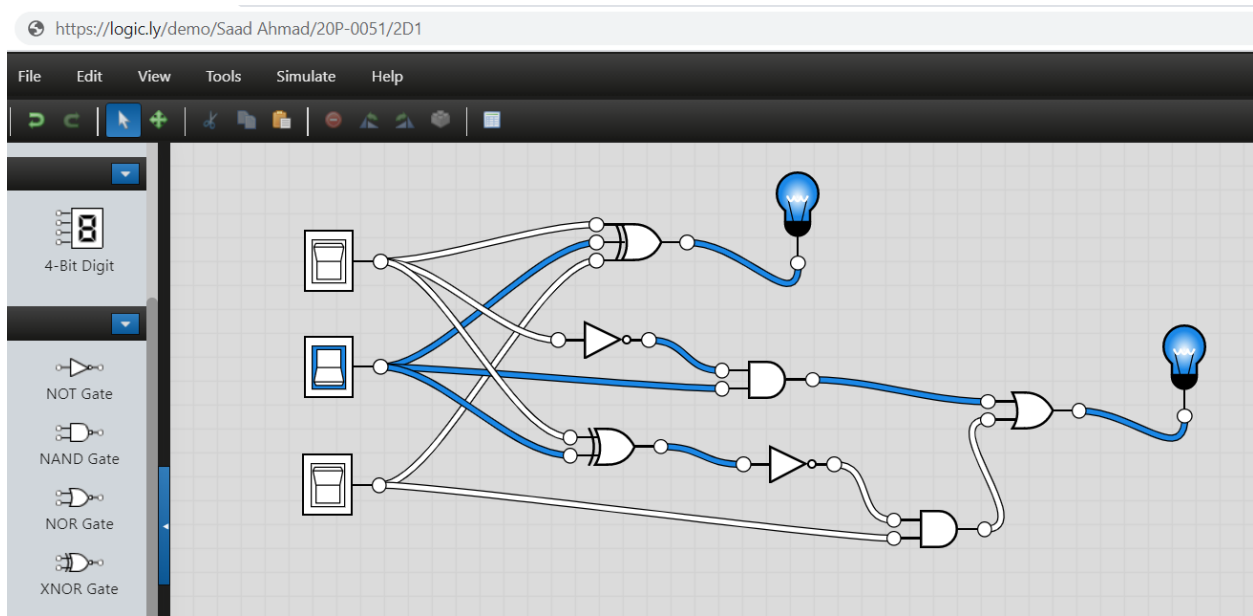 https://logic.ly/demo/Saad Ahmad/20P-0051/2D1
File Edit View Tools Simulate Help
4-Bit Digit
NOT Gate
NAND Gate
NOR Gate
XNOR Gate